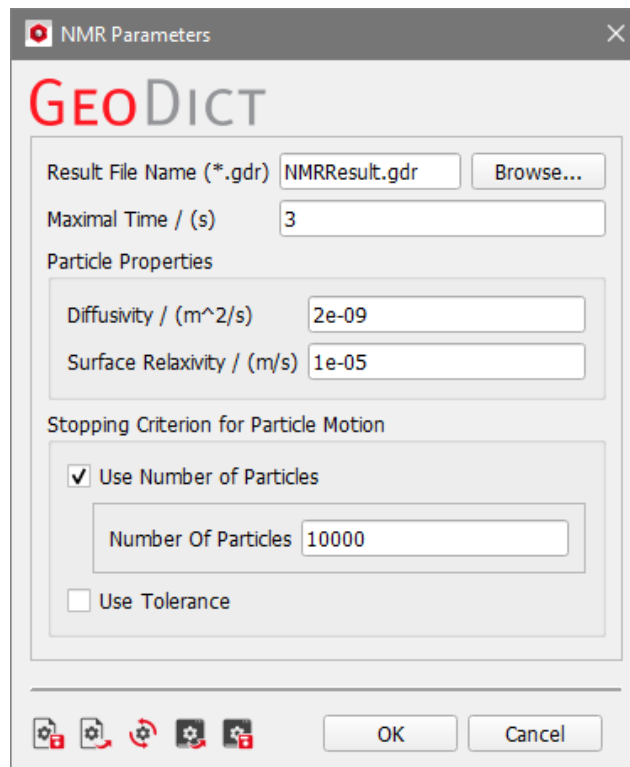 NMR Parameters
GEODICT
Result File Name (*.gdr) NMRResult.gdr Browse...
Maximal Time / (s) 3
Particle Properties
Diffusivity / (m^2/s) 2e-09
Surface Relaxivity / (m/s) 1e-05
Stopping Criterion for Particle Motion
Use Number of Particles
Number Of Particles 10000
Use Tolerance
OK Cancel